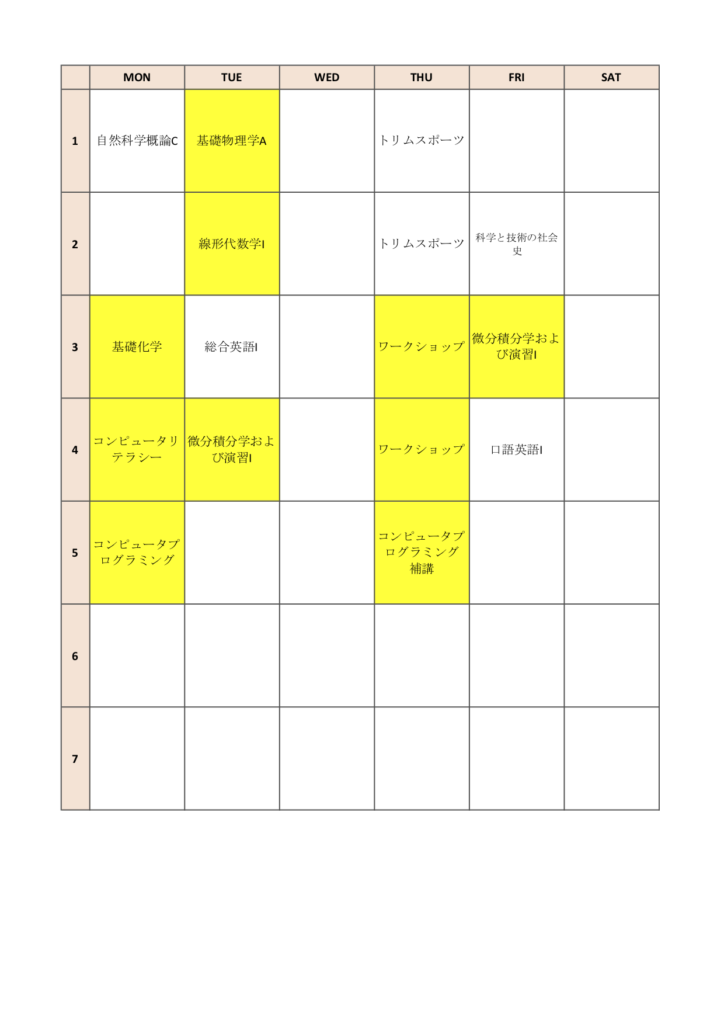 MON TUE WED THU FRI SAT
1 自然科学概論C 基礎物理学A トリムスポーツ
2 線形代数学I トリムスポーツ 科学と技術の社会
史
3 基礎化学 総合英語I ワークショップ 微分積分学およ
び演習I
4 コンピュータリ 微分積分学およ ワークショップ 口語英語I
テラシー び演習I
5 コンピュータプ コンピュータプ
ログラミング ログラミング
補講
6
7